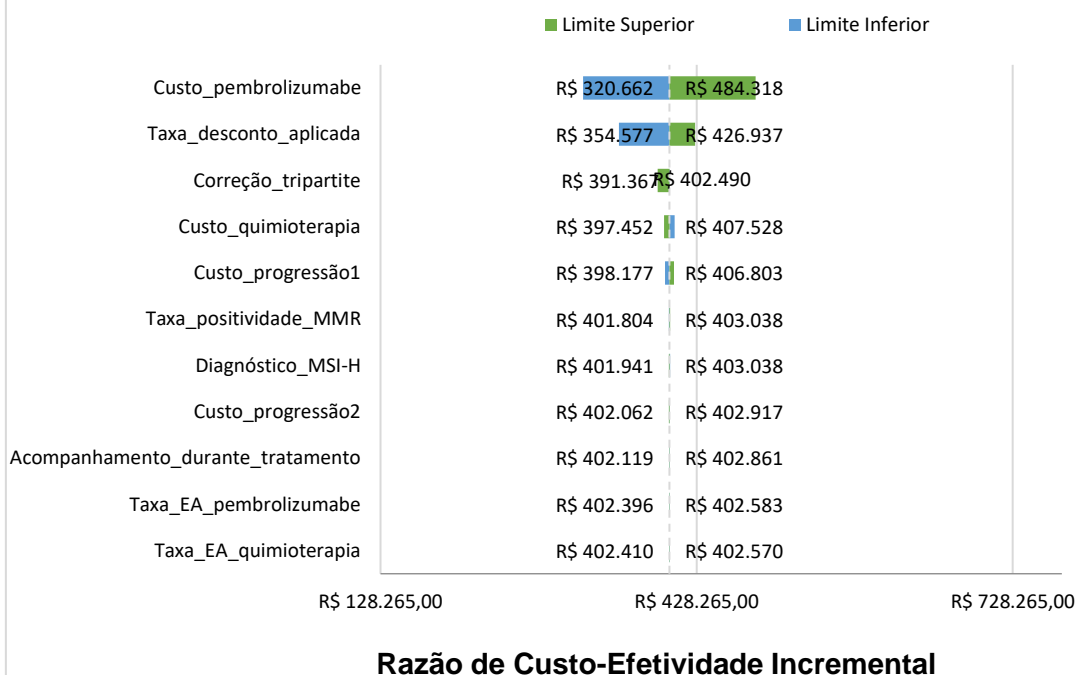 Limite Superior Limite Inferior
Custo_pembrolizumabe R$ 320.662 R$ 484.318
Taxa_desconto_aplicada R$ 354.577 R$ 426.937
Correção_tripartite R$ 391.367 R$ 402.490
Custo_quimioterapia R$ 397.452 R$ 407.528
Custo_progressão1 R$ 398.177 R$ 406.803
Taxa_positividade_MMR R$ 401.804 R$ 403.038
Diagnóstico_MSI-H R$ 401.941 R$ 403.038
Custo_progressão2 R$ 402.062 R$ 402.917
Acompanhamento_durante_tratamento R$ 402.119 R$ 402.861
Taxa_EA_pembrolizumabe R$ 402.396 R$ 402.583
Taxa_EA_quimioterapia R$ 402.410 R$ 402.570
R$ 128.265,00 R$ 428.265,00 R$ 728.265,00
Razão de Custo-Efetividade Incremental